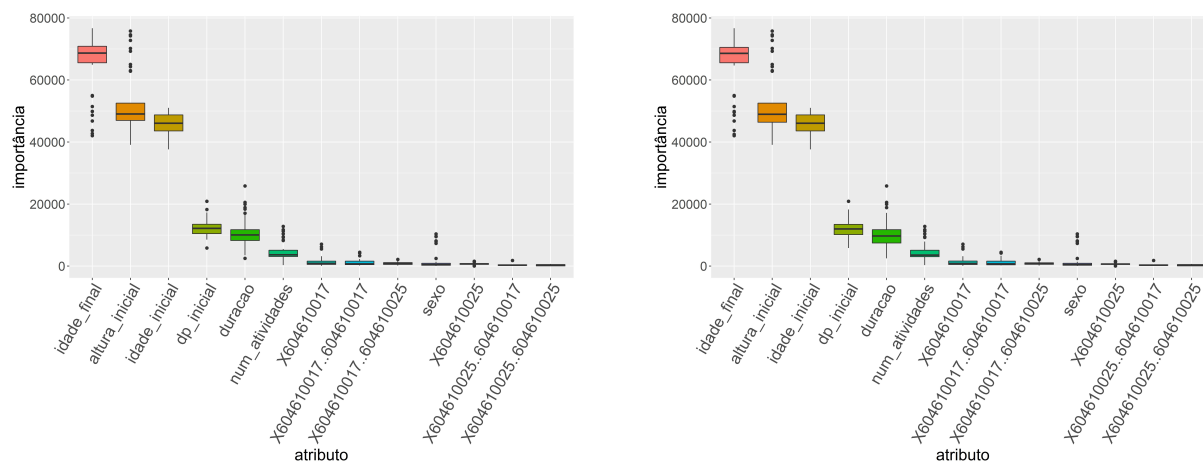 80000
60000
40000
20000
0
importância
idade_final
altura_inicial
idade_inicial
dp_inicial
duracao
num_atividades
X604610017
X604610017..604610017
X604610017..604610025
sexo
X604610025
X604610025..604610017
X604610025..604610025
atributo
80000
60000
40000
20000
0
importância
idade_final
altura_inicial
idade_inicial
dp_inicial
duracao
num_atividades
X604610017
X604610017..604610017
X604610017..604610025
sexo
X604610025
X604610025..604610017
X604610025..604610025
atributo